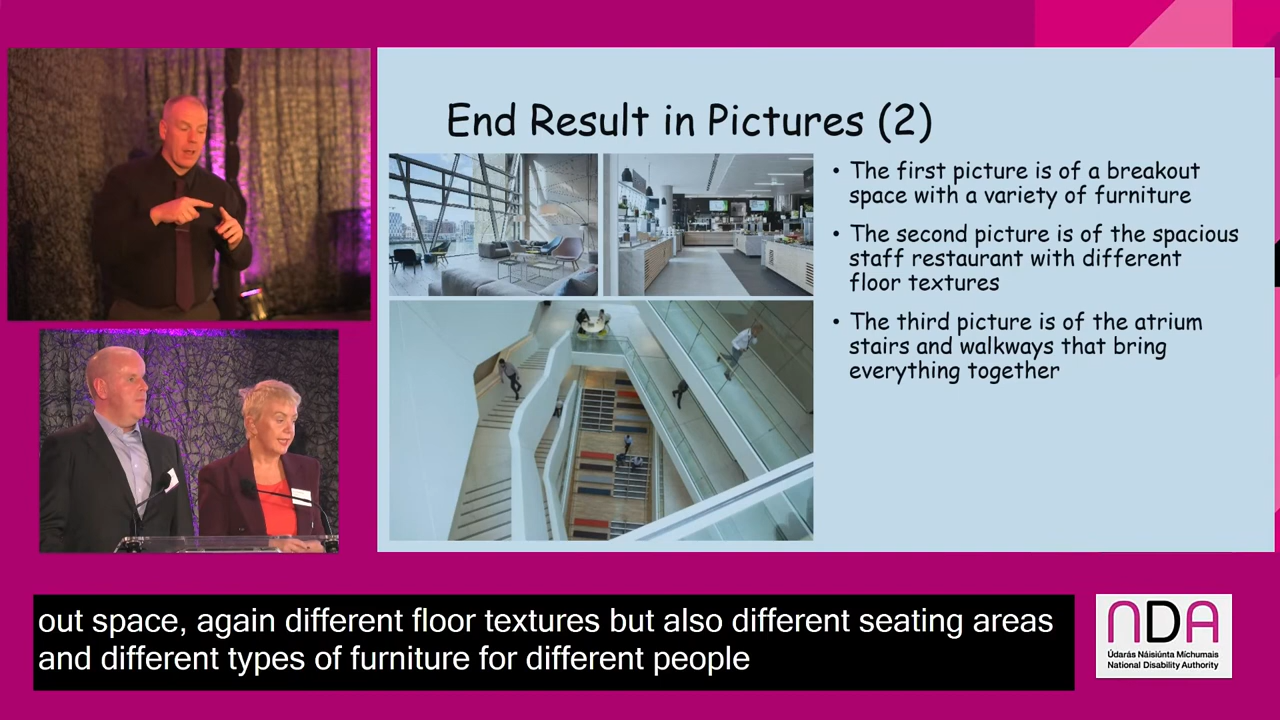 End Result in Pictures (2)
• The first picture is of a breakout
space with a variety of furniture
• The second picture is of the spacious
staff restaurant with different
floor textures
• The third picture is of the atrium
stairs and walkways that bring
everything together
out space, again different floor textures but also different seating areas
and different types of furniture for different people
NDA
Údarás Náisiúnta Míchumais
National Disability Authority